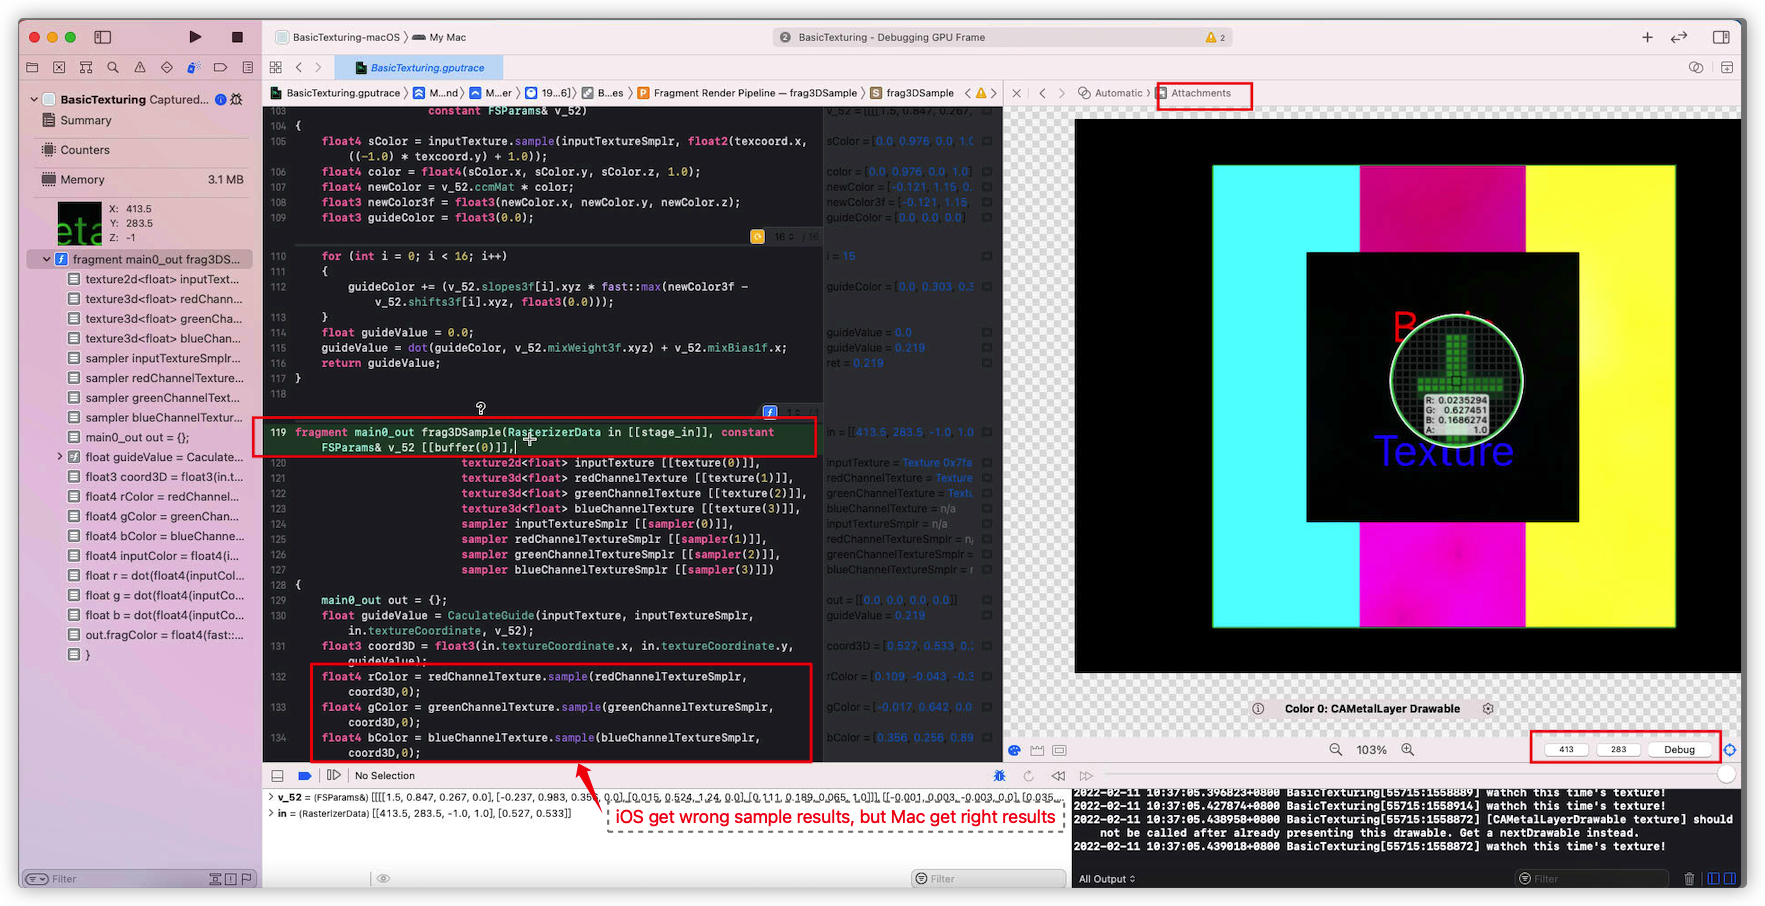 BasicTexturing-macOS 〉 My Mac
2 BasicTexturing - Debugging GPU Frame
2
BasicTexturing.gputrace
BasicTexturing Captured...
Summary
Counters
Memory 3.1 MB
X: 413.5
Y: 283.5
Z: -1
fragment main0_out frag3DS...
texture2d<float> inputText...
texture3d<float> redChann...
texture3d<float> greenCha...
texture3d<float> blueChan...
sampler inputTextureSmplr...
sampler redChannelTexture...
sampler greenChannelText...
sampler blueChannelTextur...
main0_out out = {};
float guideValue = Caculate...
float3 coord3D = float3(in.t...
float4 rColor = redChannel...
float4 gColor = greenChan...
float4 bColor = blueChanne...
float4 inputColor = float4(i...
float r = dot(float4(inputCol...
float g = dot(float4(inputCo...
float b = dot(float4(inputCo...
out.fragColor = float4(fast::...
}
Filter
BasicTexturing.gputrace 〉 M...nd 〉 M...er 〉 19...6] 〉 B...es 〉 Fragment Render Pipeline — frag3DSample 〉 frag3DSample
103 constant FSParams& v_52)
104 {
105 float4 sColor = inputTexture.sample(inputTextureSmplr, float2(texcoord.x,
((-1.0) * texcoord.y) + 1.0));
106 float4 color = float4(sColor.x, sColor.y, sColor.z, 1.0);
107 float4 newColor = v_52.ccmMat * color;
108 float3 newColor3f = float3(newColor.x, newColor.y, newColor.z);
109 float3 guideColor = float3(0.0);
16 / 16
110 for (int i = 0; i < 16; i++)
111 {
112 guideColor += (v_52.slopes3f[i].xyz * fast::max(newColor3f -
v_52.shifts3f[i].xyz, float3(0.0)));
113 }
114 float guideValue = 0.0;
115 guideValue = dot(guideColor, v_52.mixWeight3f.xyz) + v_52.mixBias1f.x;
116 return guideValue;
117 }
118
119 fragment main0_out frag3DSample(RasterizerData in [[stage_in]], constant
FSParams& v_52 [[buffer(0)]],
120 texture2d<float> inputTexture [[texture(0)]],
121 texture3d<float> redChannelTexture [[texture(1)]],
122 texture3d<float> greenChannelTexture [[texture(2)]],
123 texture3d<float> blueChannelTexture [[texture(3)]],
124 sampler inputTextureSmplr [[sampler(0)]],
125 sampler redChannelTextureSmplr [[sampler(1)]],
126 sampler greenChannelTextureSmplr [[sampler(2)]],
127 sampler blueChannelTextureSmplr [[sampler(3)]])
128 {
129 main0_out out = {};
130 float guideValue = CaculateGuide(inputTexture, inputTextureSmplr,
in.textureCoordinate, v_52);
131 float3 coord3D = float3(in.textureCoordinate.x, in.textureCoordinate.y,
guideValue);
132 float4 rColor = redChannelTexture.sample(redChannelTextureSmplr,
coord3D,0);
133 float4 gColor = greenChannelTexture.sample(greenChannelTextureSmplr,
coord3D,0);
134 float4 bColor = blueChannelTexture.sample(blueChannelTextureSmplr,
coord3D,0);
v_52 = [[[[1.5, 0.847, 0.267,
sColor = [0.0, 0.976, 0.0, 1.0
color = [0.0, 0.976, 0.0, 1.0]
newColor = [-0.121, 1.15, 0.
newColor3f = [-0.121, 1.15,
guideColor = [0.0, 0.0, 0.0]
i = 15
guideColor = [0.0, 0.303, 0.3
guideValue = 0.0
guideValue = 0.219
ret = 0.219
in = [[413.5, 283.5, -1.0, 1.0
inputTexture = Texture 0x7fa
redChannelTexture = Texture
greenChannelTexture = Textu
blueChannelTexture = n/a
inputTextureSmplr = n/a
redChannelTextureSmplr = n/
greenChannelTextureSmplr =
blueChannelTextureSmplr = r
out = [[0.0, 0.0, 0.0, 0.0]]
guideValue = 0.219
coord3D = [0.527, 0.533, 0.2
rColor = [0.109, -0.043, -0.3
gColor = [-0.017, 0.642, 0.0
bColor = [0.356, 0.256, 0.89
Automatic 〉 Attachments
R: 0.0235294
G: 0.627451
B: 0.1686274
A: 1.0
Texture
Color 0: CAMetalLayer Drawable
103%
413 283 Debug
No Selection
v_52 = (FSParams&) [[[[1.5, 0.847, 0.267, 0.0], [-0.237, 0.983, 0.356, 0.0], [0.015, 0.524, 1.24, 0.0], [0.111, 0.189, 0.065, 1.0]]], [[-0.001, 0.003, -0.003, 0.0], [0.035,...
in = (RasterizerData) [[413.5, 283.5, -1.0, 1.0], [0.527, 0.533]]
iOS get wrong sample results, but Mac get right results
Filter
2022-02-11 10:37:05.396823+0800 BasicTexturing[55715:1558889] wathch this time's texture!
2022-02-11 10:37:05.427874+0800 BasicTexturing[55715:1558914] wathch this time's texture!
2022-02-11 10:37:05.438958+0800 BasicTexturing[55715:1558872] [CAMetalLayerDrawable texture] should
not be called after already presenting this drawable. Get a nextDrawable instead.
2022-02-11 10:37:05.439018+0800 BasicTexturing[55715:1558872] wathch this time's texture!
All Output
Filter